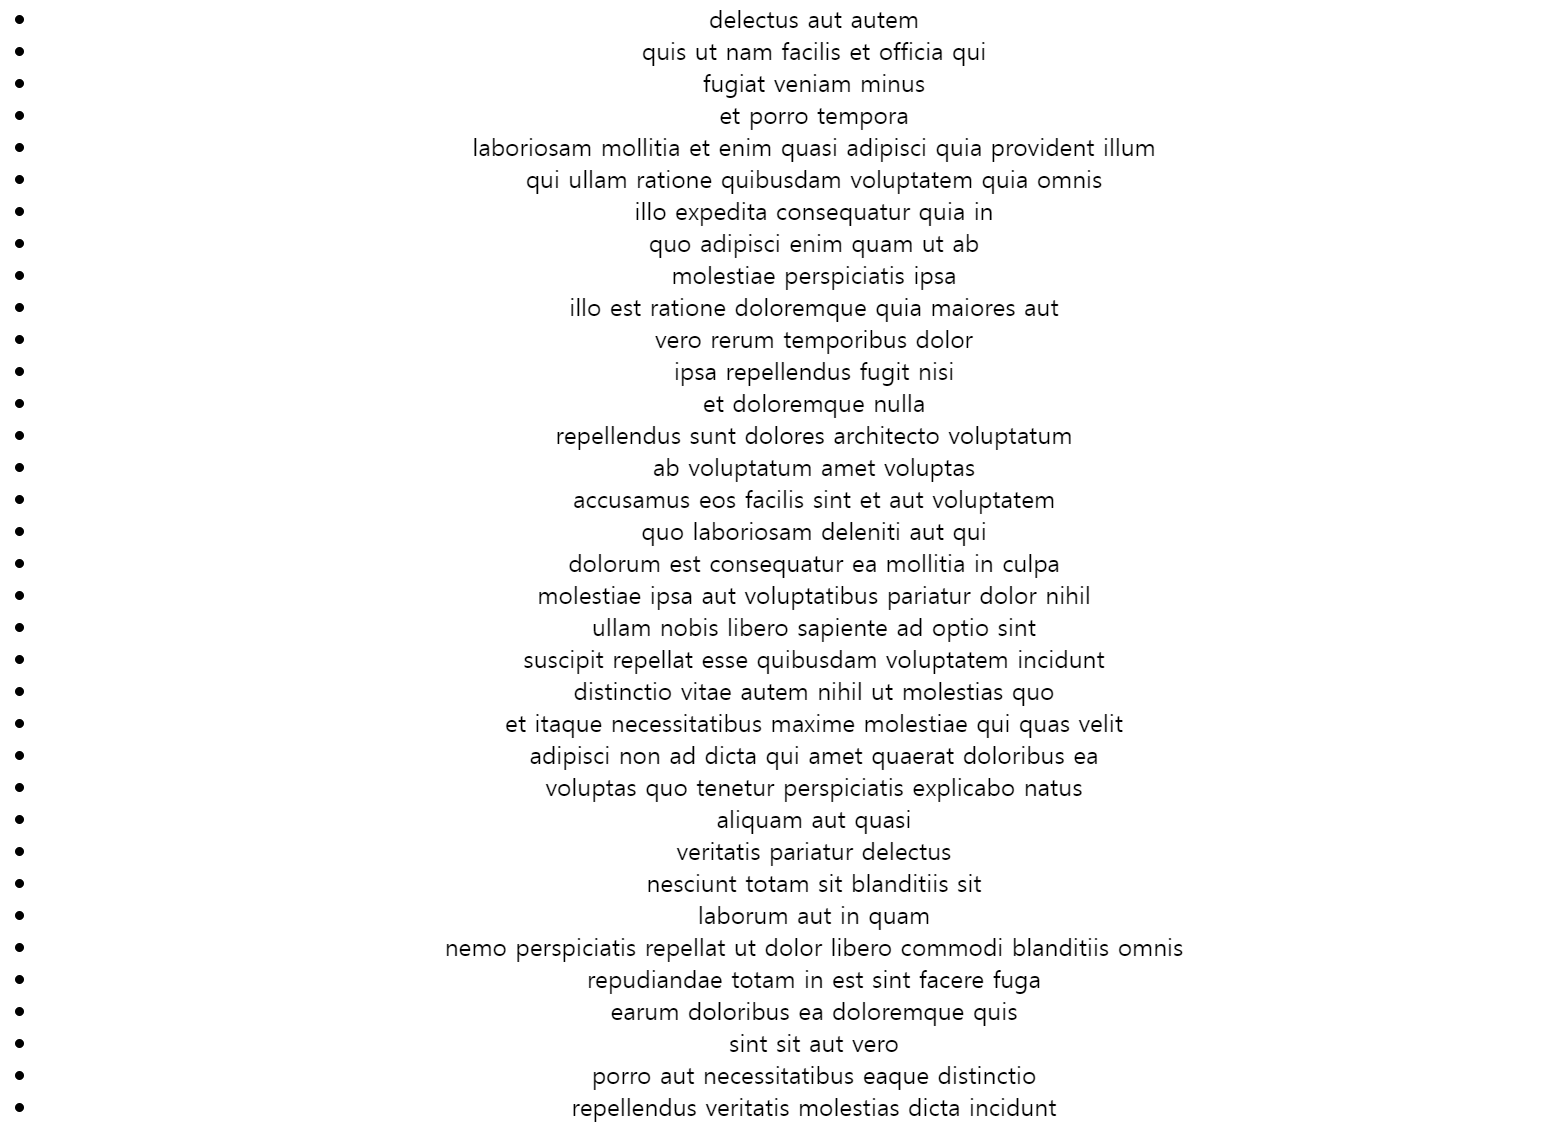 delectus aut autem
quis ut nam facilis et officia qui
fugiat veniam minus
et porro tempora
laboriosam mollitia et enim quasi adipisci quia provident illum
qui ullam ratione quibusdam voluptatem quia omnis
illo expedita consequatur quia in
quo adipisci enim quam ut ab
molestiae perspiciatis ipsa
illo est ratione doloremque quia maiores aut
vero rerum temporibus dolor
ipsa repellendus fugit nisi
et doloremque nulla
repellendus sunt dolores architecto voluptatum
ab voluptatum amet voluptas
accusamus eos facilis sint et aut voluptatem
quo laboriosam deleniti aut qui
dolorum est consequatur ea mollitia in culpa
molestiae ipsa aut voluptatibus pariatur dolor nihil
ullam nobis libero sapiente ad optio sint
suscipit repellat esse quibusdam voluptatem incidunt
distinctio vitae autem nihil ut molestias quo
et itaque necessitatibus maxime molestiae qui quas velit
adipisci non ad dicta qui amet quaerat doloribus ea
voluptas quo tenetur perspiciatis explicabo natus
aliquam aut quasi
veritatis pariatur delectus
nesciunt totam sit blanditiis sit
laborum aut in quam
nemo perspiciatis repellat ut dolor libero commodi blanditiis omnis
repudiandae totam in est sint facere fuga
earum doloribus ea doloremque quis
sint sit aut vero
porro aut necessitatibus eaque distinctio
repellendus veritatis molestias dicta incidunt